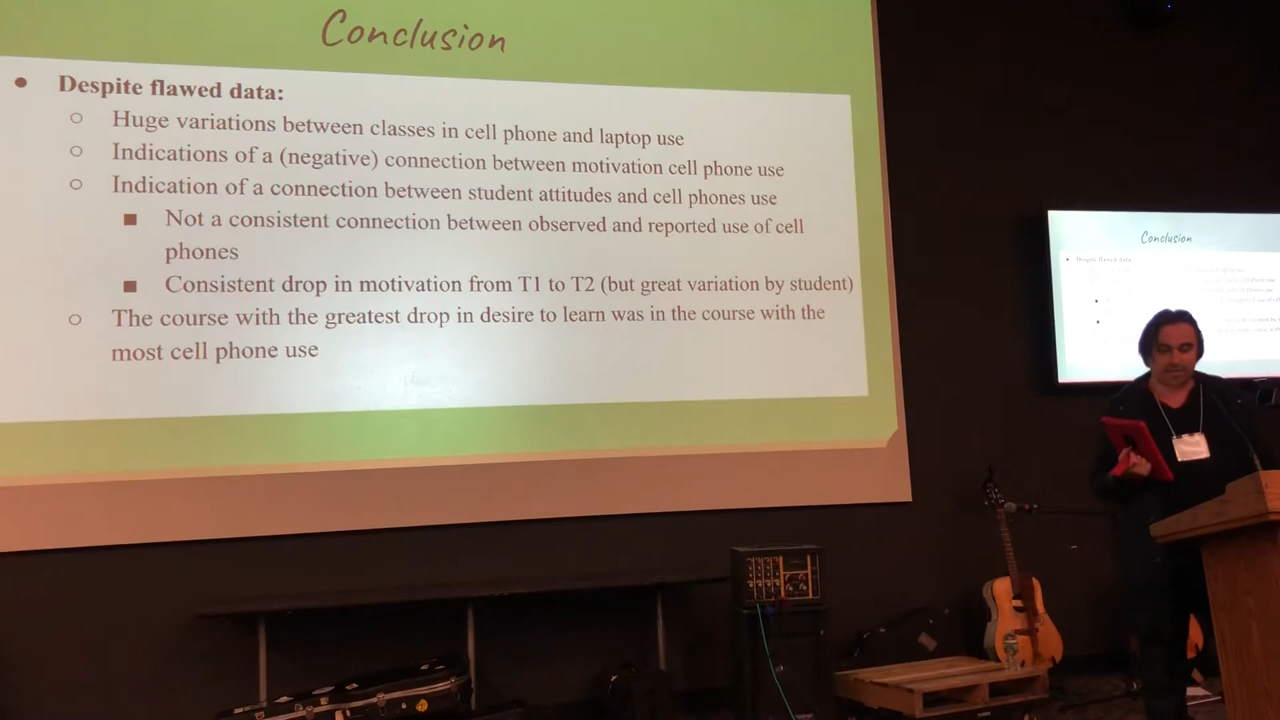 Conclusion
● Despite flawed data:
○ Huge variations between classes in cell phone and laptop use
○ Indications of a (negative) connection between motivation cell phone use
○ Indication of a connection between student attitudes and cell phones use
■ Not a consistent connection between observed and reported use of cell
phones
■ Consistent drop in motivation from T1 to T2 (but great variation by student)
○ The course with the greatest drop in desire to learn was in the course with the
most cell phone use
Conclusion
● Despite flawed data: